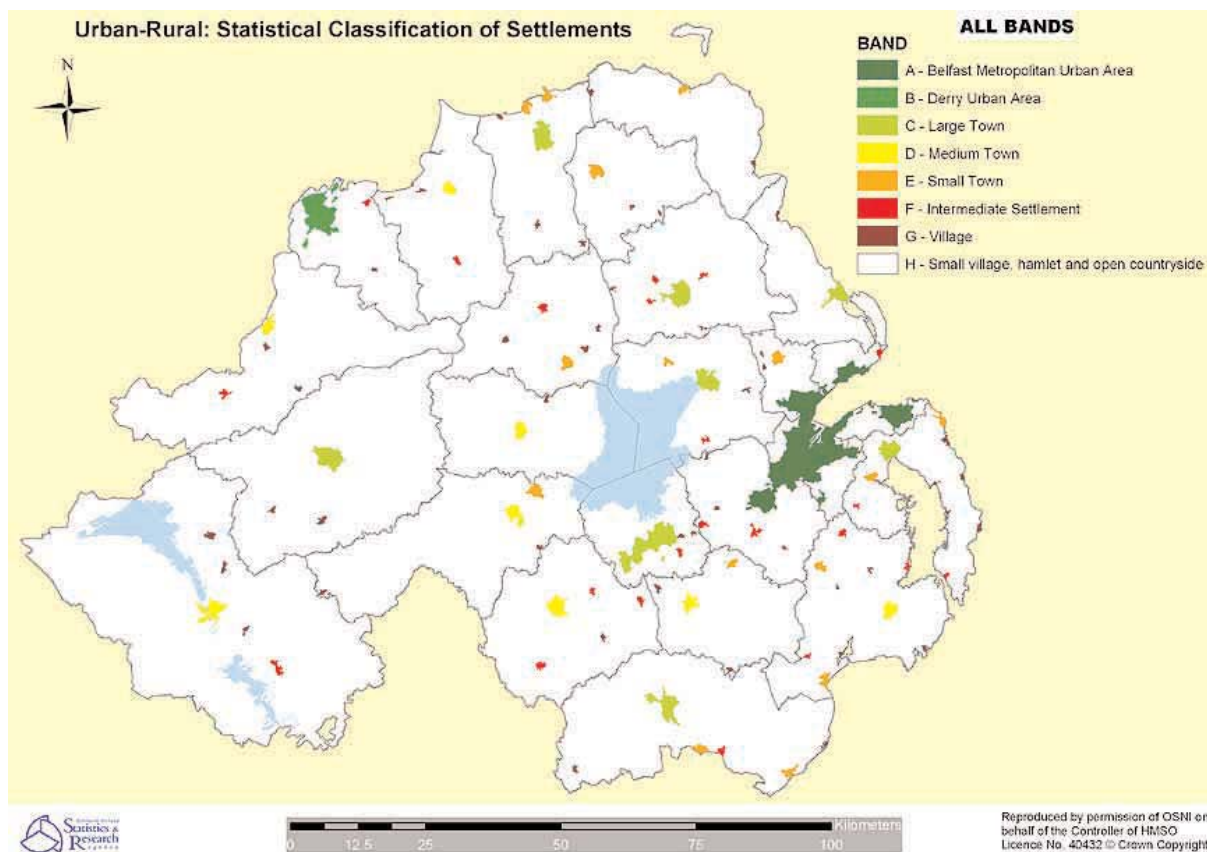 Urban-Rural: Statistical Classification of Settlements
N
ALL BANDS
BAND
A - Belfast Metropolitan Urban Area
B - Derry Urban Area
C - Large Town
D - Medium Town
E - Small Town
F - Intermediate Settlement
G - Village
H - Small village, hamlet and open countryside
Statistics &
Research
Kilometers
0 12.5 25 50 75 100
Reproduced by permission of OSNI on
behalf of the Controller of HMSO
Licence No. 40432 © Crown Copyright